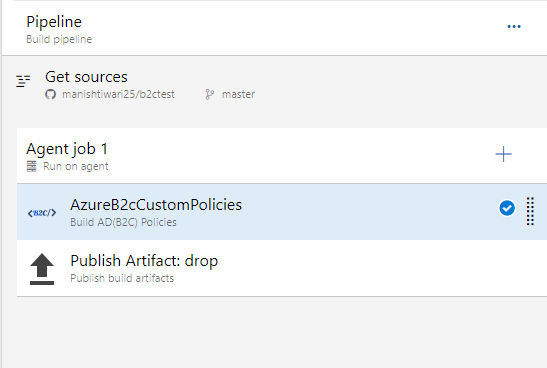 Pipeline
Build pipeline
Get sources
manishtiwari25/b2ctest master
Agent job 1
Run on agent
<B2C/> AzureB2cCustomPolicies
Build AD(B2C) Policies
Publish Artifact: drop
Publish build artifacts